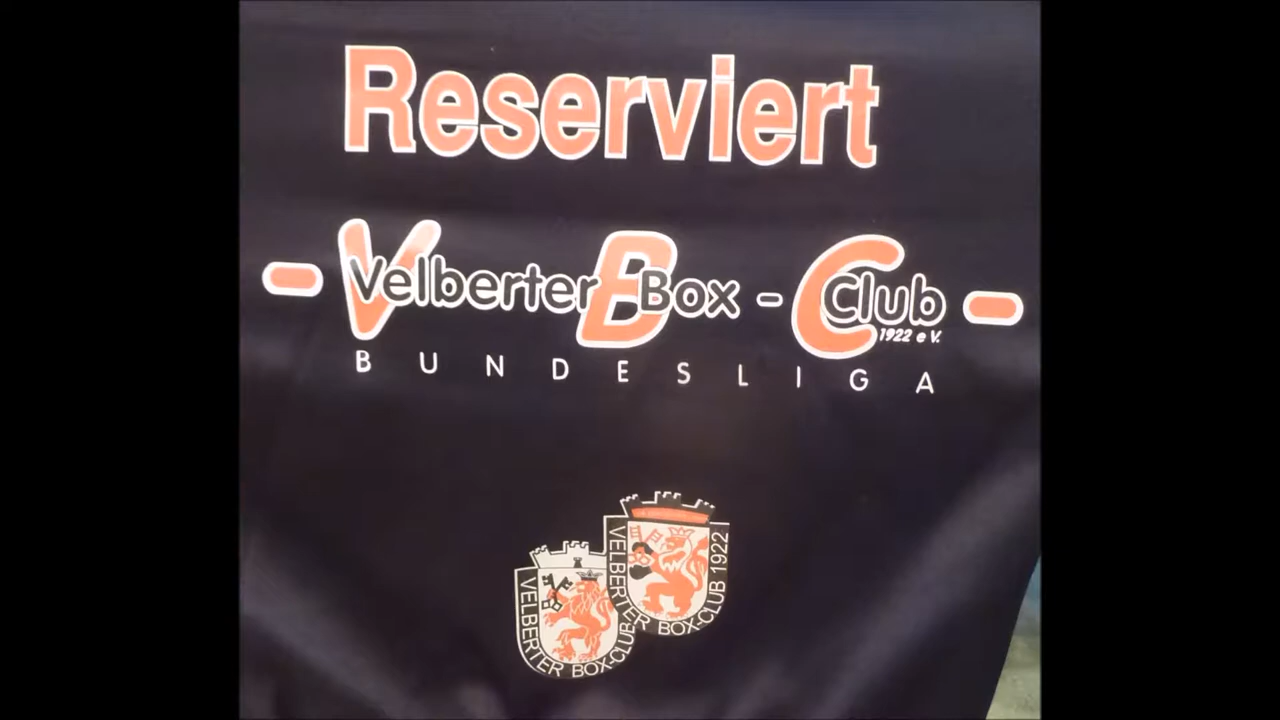 Reserviert
- Velberter Box - Club -
1922 e V.
BUNDESLIGA
VELBERTER BOX-CLUB 1922
VELBERTER BOX-CLUB